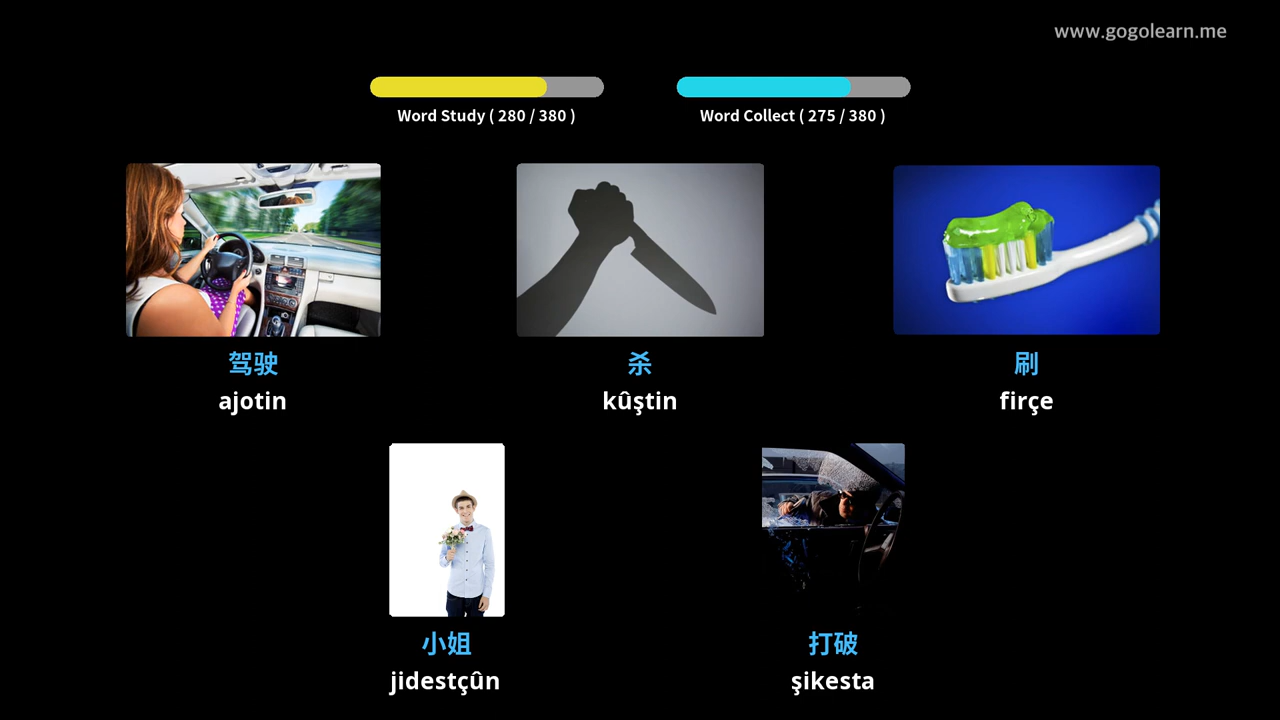 www.gogolearn.me
Word Study ( 280 / 380 )
Word Collect ( 275 / 380 )
驾驶
ajotin
杀
kûştin
刷
firçe
小姐
jidestçûn
打破
şikesta